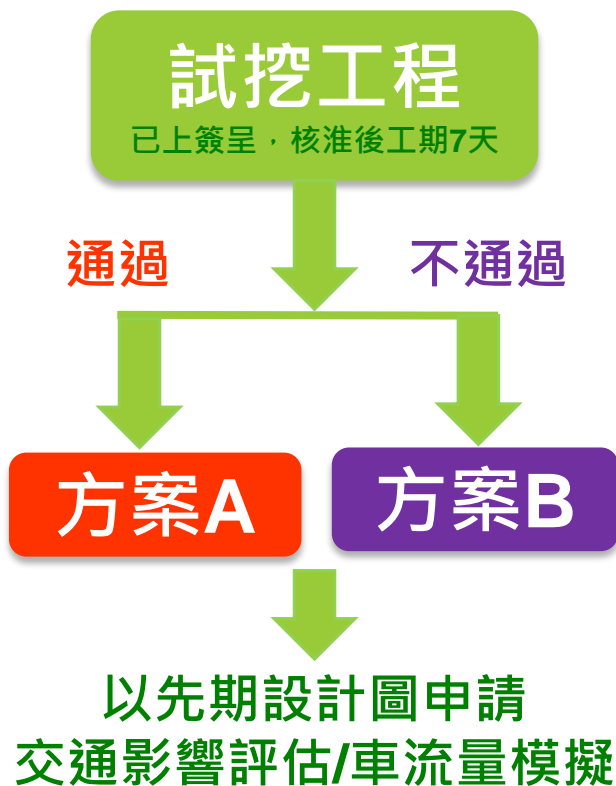 試挖工程
已上簽呈，核淮後工期7天
通過
不通過
方案A
方案B
以先期設計圖申請
交通影響評估/車流量模擬